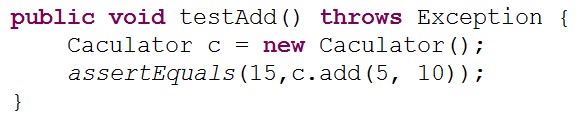 public void testAdd() throws Exception {
    Caculator c = new Caculator();
    assertEquals(15,c.add(5, 10));
}